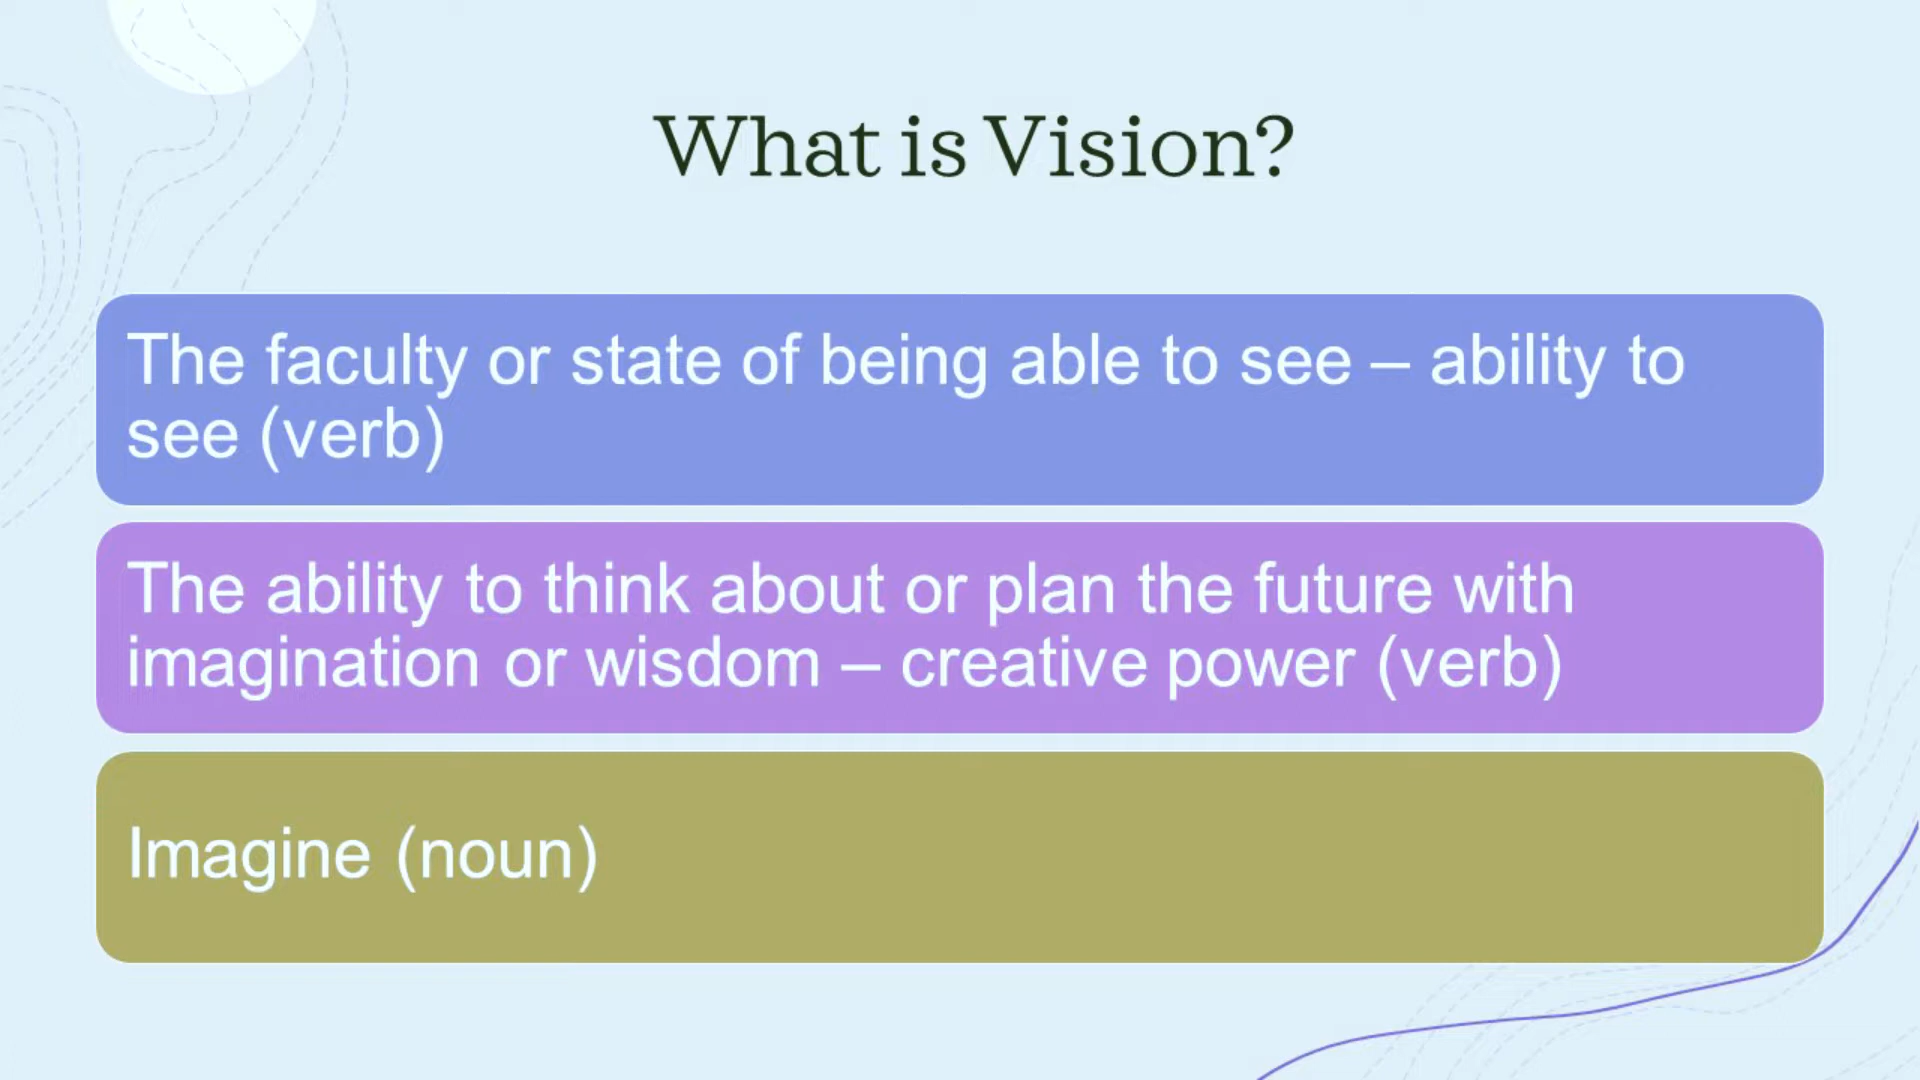 What is Vision?
The faculty or state of being able to see – ability to
see (verb)
The ability to think about or plan the future with
imagination or wisdom – creative power (verb)
Imagine (noun)